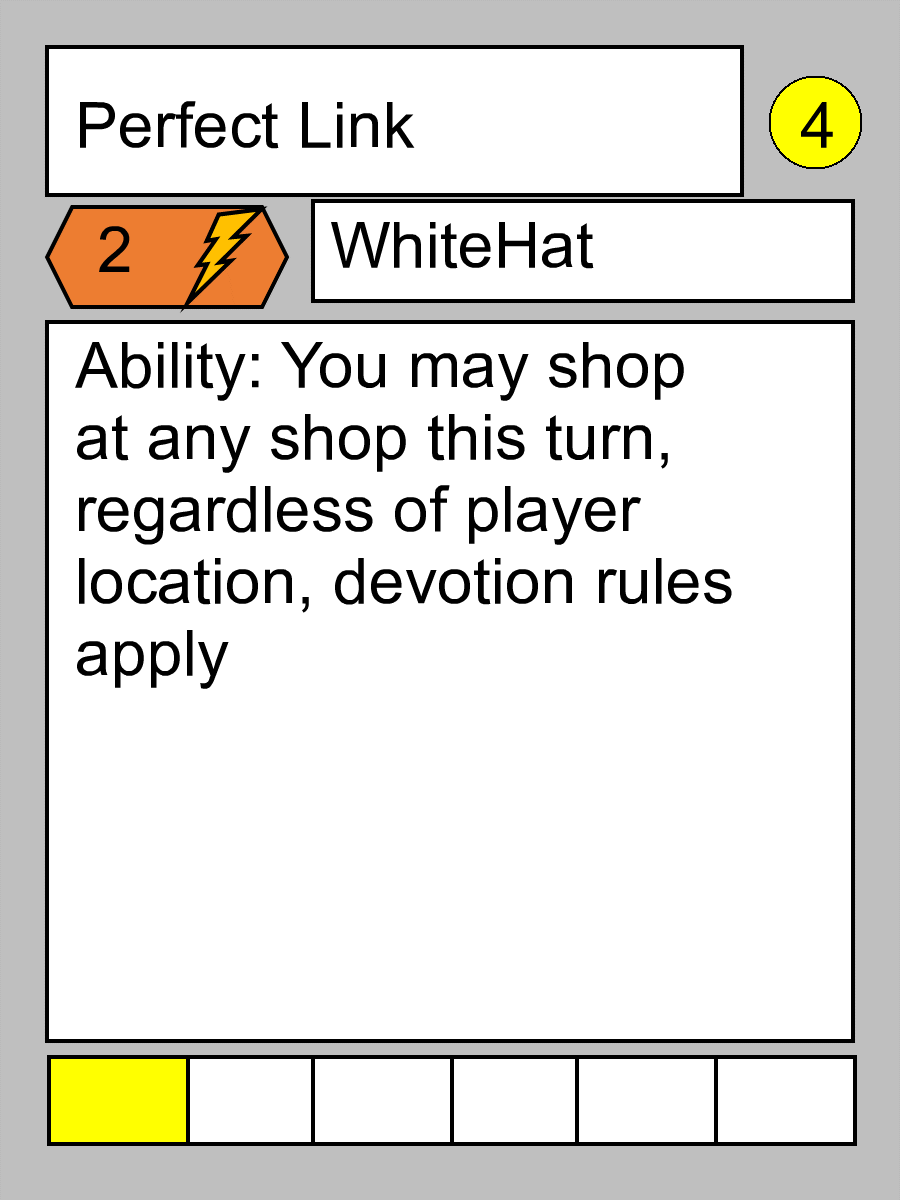 Perfect Link
4
2
WhiteHat
Ability: You may shop
at any shop this turn,
regardless of player
location, devotion rules
apply